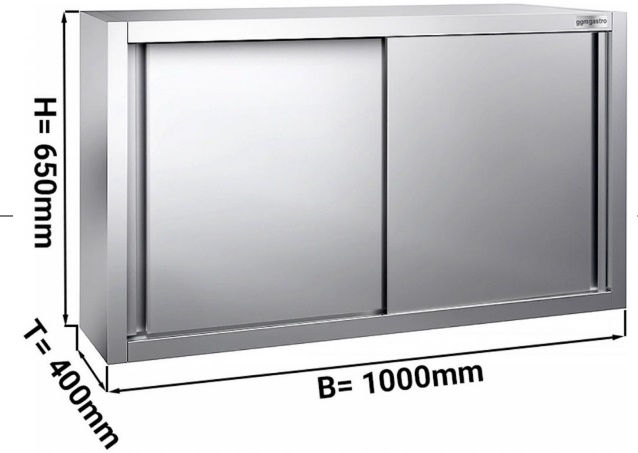 ggmgastro
H= 650mm
T= 400mm
B= 1000mm